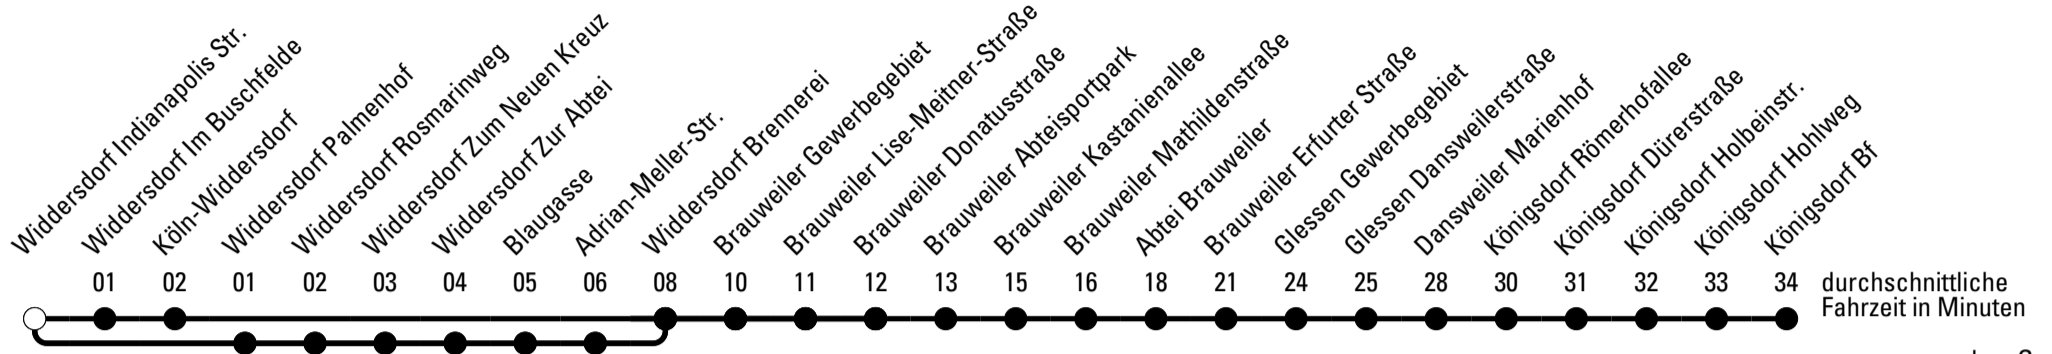 Widdersdorf Indianapolis Str.
Widdersdorf Im Buschfelde
Köln-Widdersdorf
Widdersdorf Palmenhof
Widdersdorf Rosmarinweg
Widdersdorf Zum Neuen Kreuz
Widdersdorf Zur Abtei
Blaugasse
Adrian-Meller-Str.
Widdersdorf Brennerei
Brauweiler Gewerbegebiet
Brauweiler Lise-Meitner-Straße
Brauweiler Donatusstraße
Brauweiler Abteisportpark
Brauweiler Kastanienallee
Brauweiler Mathildenstraße
Abtei Brauweiler
Brauweiler Erfurter Straße
Glessen Gewerbegebiet
Glessen Dansweilerstraße
Dansweiler Marienhof
Königsdorf Römerhofallee
Königsdorf Dürerstraße
Königsdorf Holbeinstr.
Königsdorf Hohlweg
Königsdorf Bf
01 02 01 02 03 04 05 06 08 10 11 12 13 15 16 18 21 24 25 28 30 31 32 33 34
durchschnittliche
Fahrzeit in Minuten